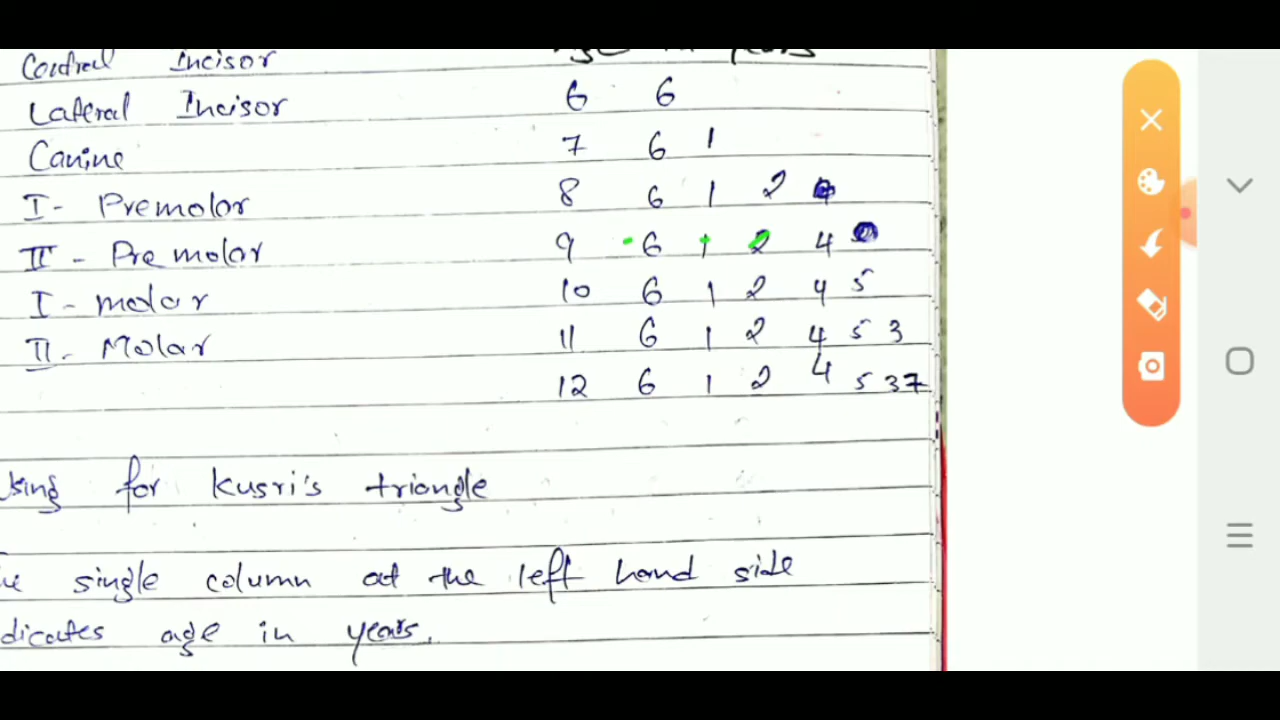 Central Incisor
Lateral Incisor 6 6
Canine 7 6 1
I - Premolar 8 6 1 2
II - Premolar 9 6 1 2 4
I - molar 10 6 1 2 4 5
II - Molar 11 6 1 2 4 5 3
12 6 1 2 4 5 3 7
Using for kusri's triangle
he single column at the left hand side
dicates age in years.